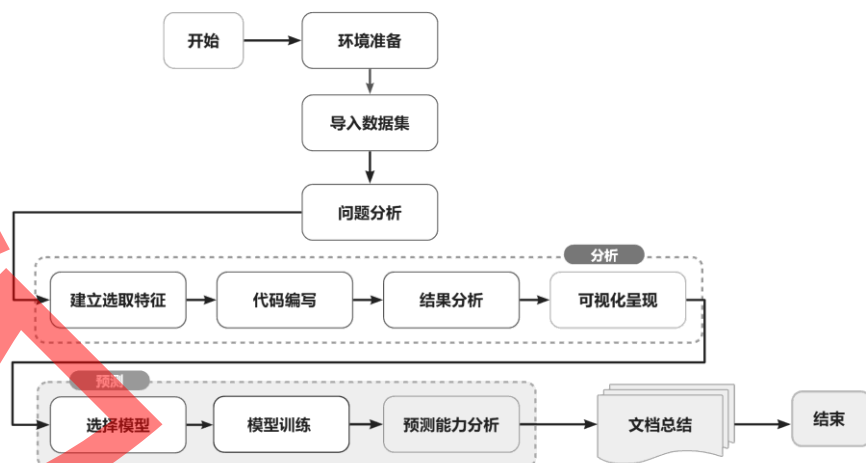 开始
环境准备
导入数据集
问题分析
分析
建立选取特征
代码编写
结果分析
可视化呈现
预测
选择模型
模型训练
预测能力分析
文档总结
结束